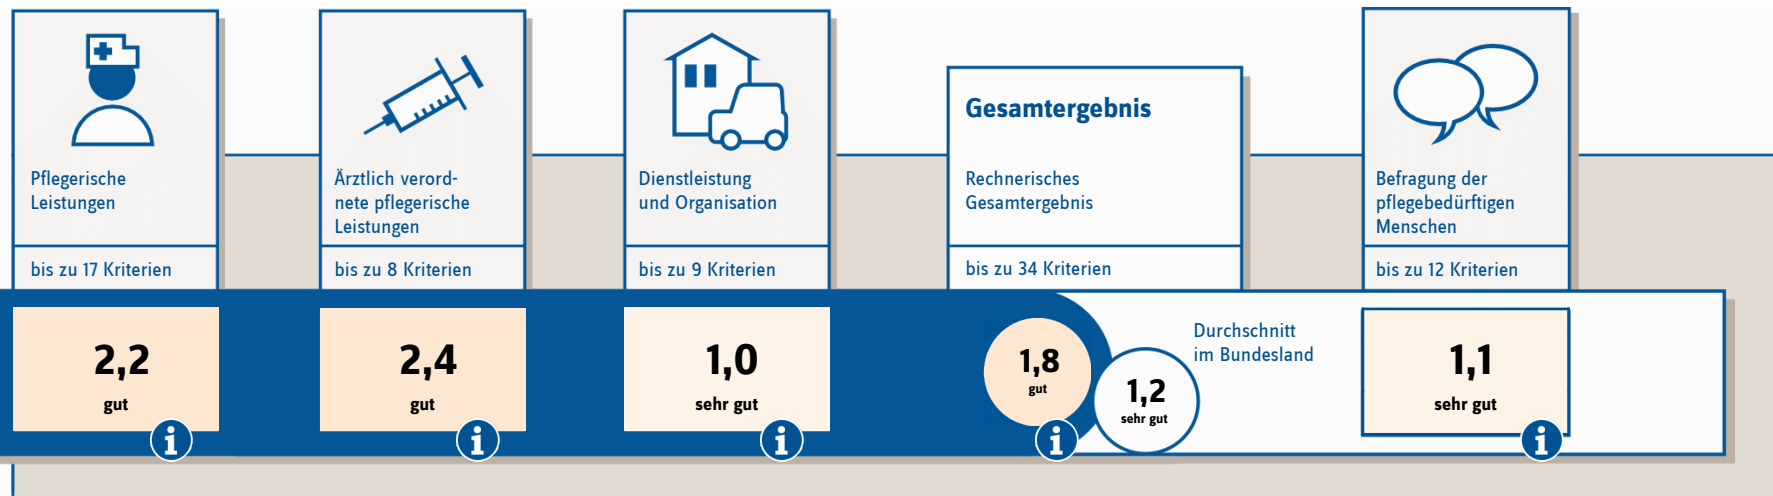 Pflegerische
Leistungen
bis zu 17 Kriterien
2,2
gut
i
Ärztlich verord-
nete pflegerische
Leistungen
bis zu 8 Kriterien
2,4
gut
i
Dienstleistung
und Organisation
bis zu 9 Kriterien
1,0
sehr gut
i
Gesamtergebnis
Rechnerisches
Gesamtergebnis
bis zu 34 Kriterien
1,8
gut
i
1,2
sehr gut
Durchschnitt
im Bundesland
Befragung der
pflegebedürftigen
Menschen
bis zu 12 Kriterien
1,1
sehr gut
i